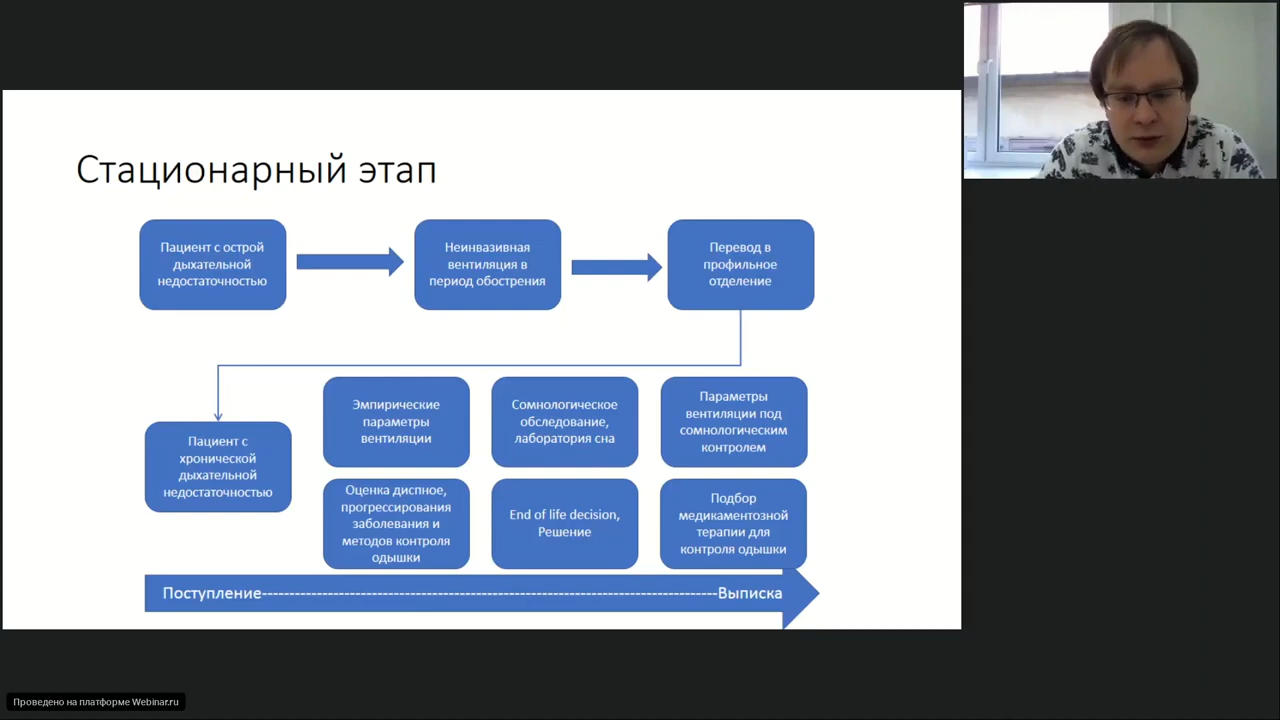 Стационарный этап
Пациент с острой
дыхательной
недостаточностью
Неинвазивная
вентиляция в
период обострения
Перевод в
профильное
отделение
Пациент с
хронической
дыхательной
недостаточностью
Эмпирические
параметры
вентиляции
Сомнологическое
обследование,
лаборатория сна
Параметры
вентиляции под
сомнологическим
контролем
Оценка диспное,
прогрессирования
заболевания и
методов контроля
одышки
End of life decision,
Решение
Подбор
медикаментозной
терапии для
контроля одышки
Поступление-----------------------------------------------------------------------------------Выписка
Проведено на платформе Webinar.ru